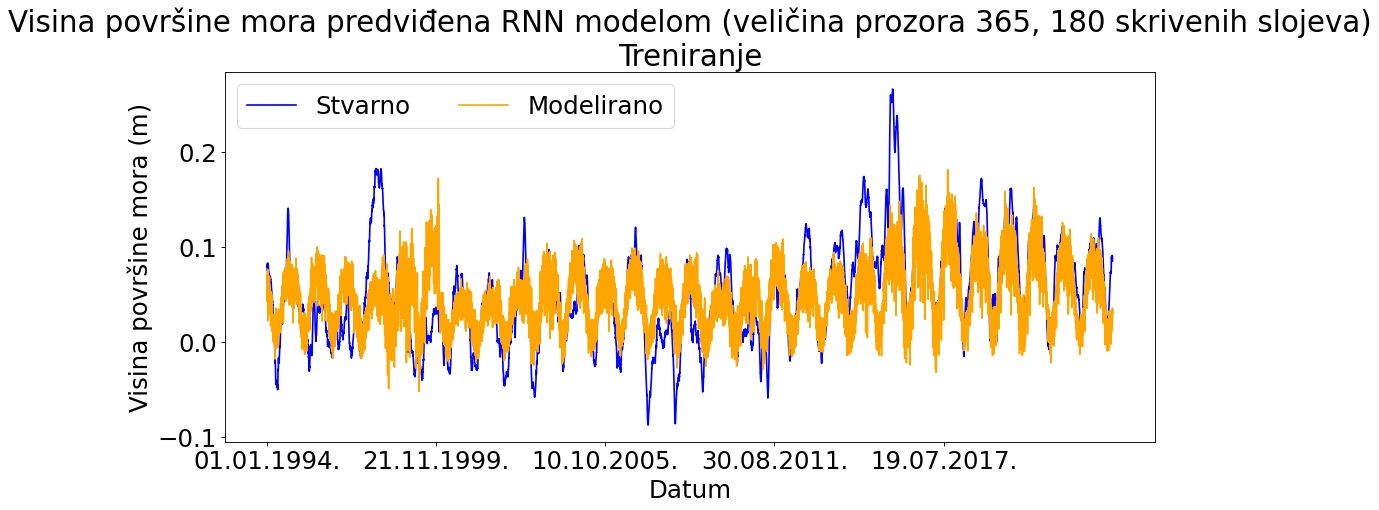 Visina površine mora predviđena RNN modelom (veličina prozora 365, 180 skrivenih slojeva)
Treniranje
Stvarno
Modelirano
Visina površine mora (m)
0.2
0.1
0.0
−0.1
01.01.1994.
21.11.1999.
10.10.2005.
30.08.2011.
19.07.2017.
Datum